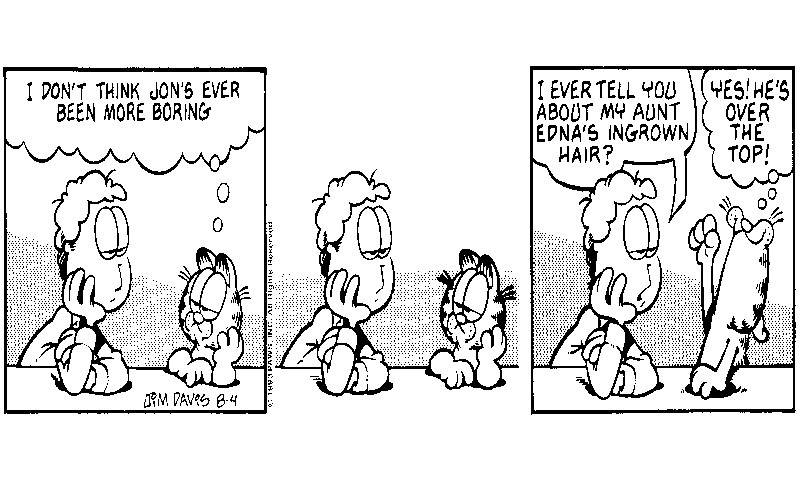 I DON'T THINK JON'S EVER
BEEN MORE BORING
JIM DAVIS 8-4
I EVER TELL YOU
ABOUT MY AUNT
EDNA'S INGROWN
HAIR?
YES! HE'S
OVER
THE
TOP!